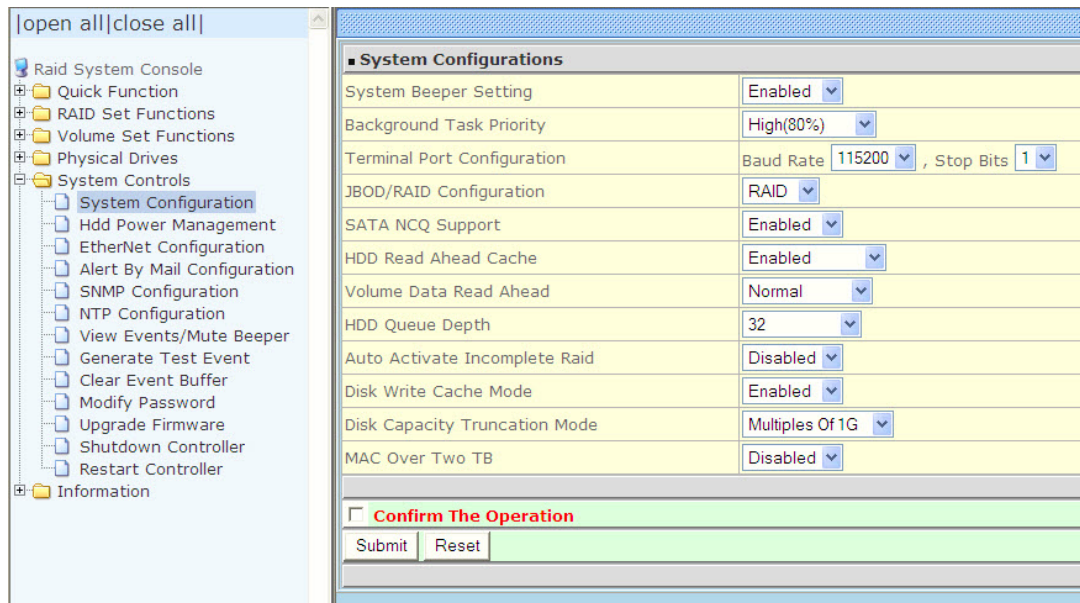 |open all|close all|
Raid System Console
Quick Function
RAID Set Functions
Volume Set Functions
Physical Drives
System Controls
System Configuration
Hdd Power Management
EtherNet Configuration
Alert By Mail Configuration
SNMP Configuration
NTP Configuration
View Events/Mute Beeper
Generate Test Event
Clear Event Buffer
Modify Password
Upgrade Firmware
Shutdown Controller
Restart Controller
Information
System Configurations
System Beeper Setting Enabled
Background Task Priority High(80%)
Terminal Port Configuration Baud Rate 115200 , Stop Bits 1
JBOD/RAID Configuration RAID
SATA NCQ Support Enabled
HDD Read Ahead Cache Enabled
Volume Data Read Ahead Normal
HDD Queue Depth 32
Auto Activate Incomplete Raid Disabled
Disk Write Cache Mode Enabled
Disk Capacity Truncation Mode Multiples Of 1G
MAC Over Two TB Disabled
Confirm The Operation
Submit Reset